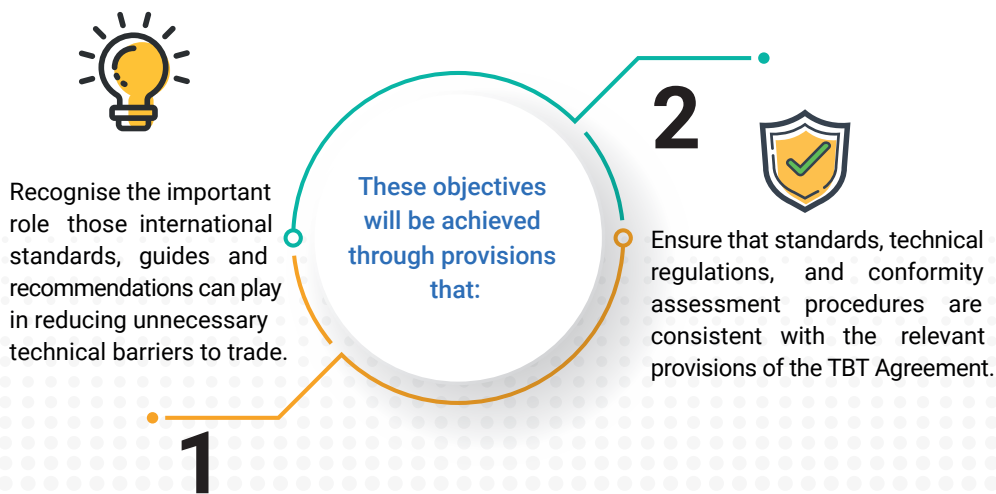 These objectives
will be achieved
through provisions
that:
1
Recognise the important
role those international
standards, guides and
recommendations can play
in reducing unnecessary
technical barriers to trade.
2
Ensure that standards, technical
regulations, and conformity
assessment procedures are
consistent with the relevant
provisions of the TBT Agreement.